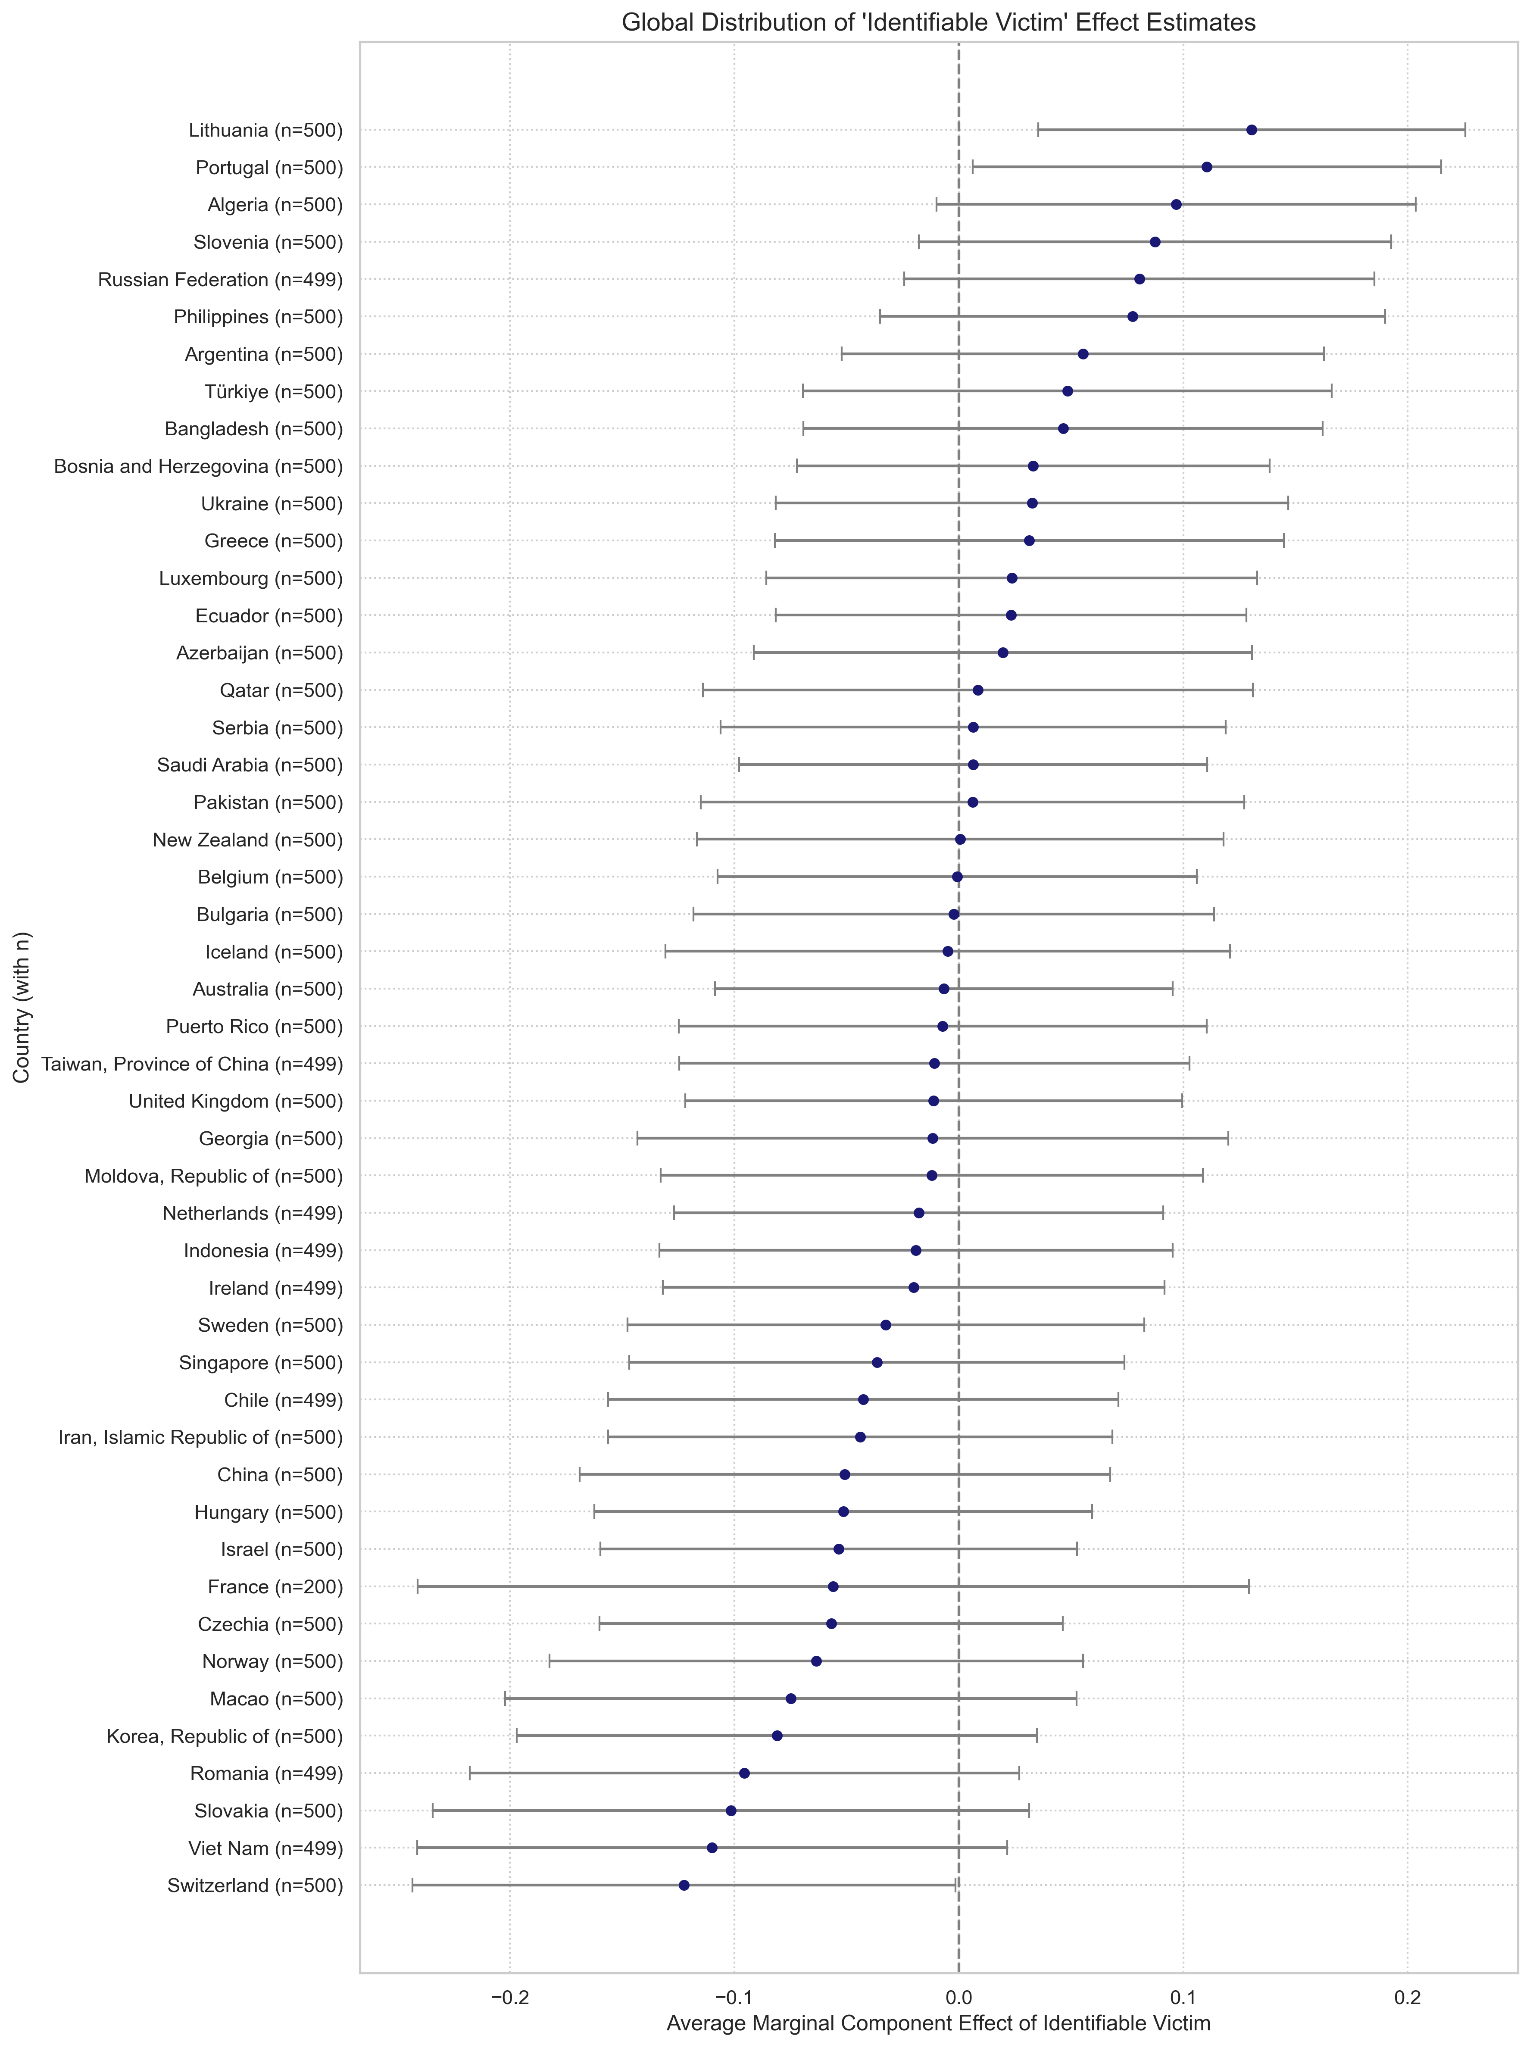 Global Distribution of 'Identifiable Victim' Effect Estimates
Country (with n)
Lithuania (n=500)
Portugal (n=500)
Algeria (n=500)
Slovenia (n=500)
Russian Federation (n=499)
Philippines (n=500)
Argentina (n=500)
Türkiye (n=500)
Bangladesh (n=500)
Bosnia and Herzegovina (n=500)
Ukraine (n=500)
Greece (n=500)
Luxembourg (n=500)
Ecuador (n=500)
Azerbaijan (n=500)
Qatar (n=500)
Serbia (n=500)
Saudi Arabia (n=500)
Pakistan (n=500)
New Zealand (n=500)
Belgium (n=500)
Bulgaria (n=500)
Iceland (n=500)
Australia (n=500)
Puerto Rico (n=500)
Taiwan, Province of China (n=499)
United Kingdom (n=500)
Georgia (n=500)
Moldova, Republic of (n=500)
Netherlands (n=499)
Indonesia (n=499)
Ireland (n=499)
Sweden (n=500)
Singapore (n=500)
Chile (n=499)
Iran, Islamic Republic of (n=500)
China (n=500)
Hungary (n=500)
Israel (n=500)
France (n=200)
Czechia (n=500)
Norway (n=500)
Macao (n=500)
Korea, Republic of (n=500)
Romania (n=499)
Slovakia (n=500)
Viet Nam (n=499)
Switzerland (n=500)
−0.2 −0.1 0.0 0.1 0.2
Average Marginal Component Effect of Identifiable Victim